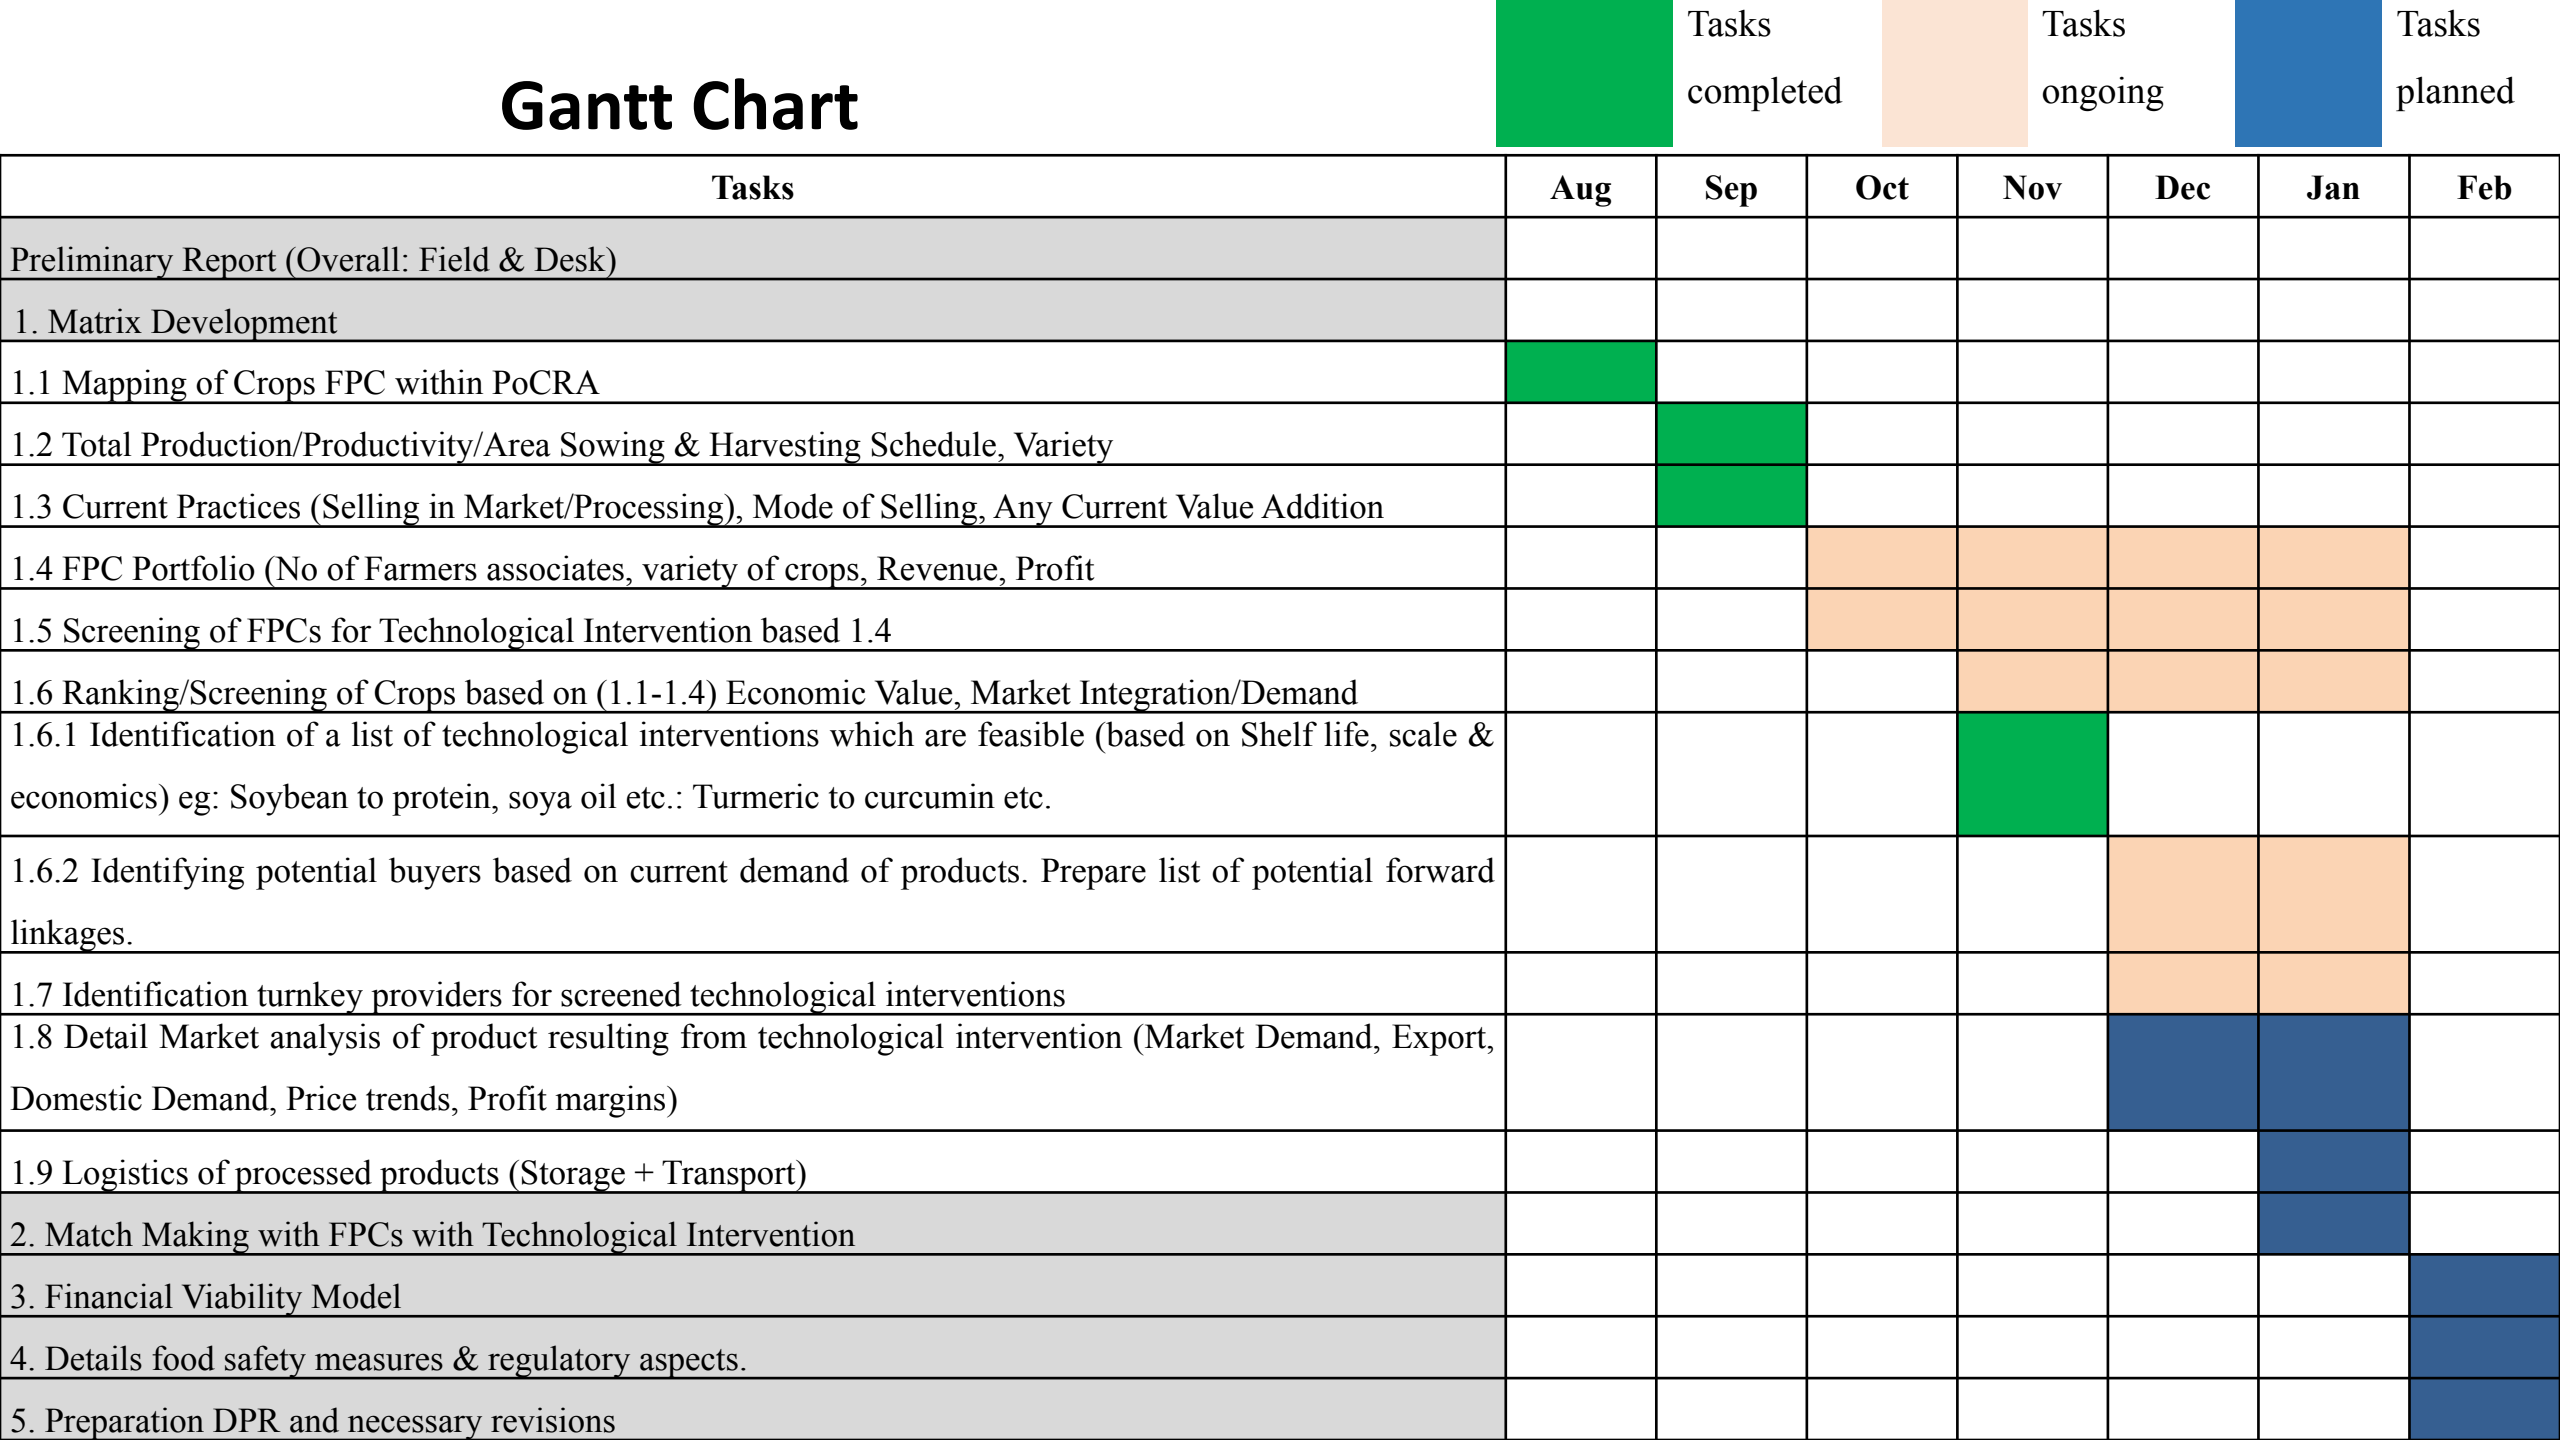 Tasks completed
Tasks ongoing
Tasks planned
Gantt Chart
Tasks Aug Sep Oct Nov Dec Jan Feb
Preliminary Report (Overall: Field & Desk)
1. Matrix Development
1.1 Mapping of Crops FPC within PoCRA
1.2 Total Production/Productivity/Area Sowing & Harvesting Schedule, Variety
1.3 Current Practices (Selling in Market/Processing), Mode of Selling, Any Current Value Addition
1.4 FPC Portfolio (No of Farmers associates, variety of crops, Revenue, Profit
1.5 Screening of FPCs for Technological Intervention based 1.4
1.6 Ranking/Screening of Crops based on (1.1-1.4) Economic Value, Market Integration/Demand
1.6.1 Identification of a list of technological interventions which are feasible (based on Shelf life, scale &
economics) eg: Soybean to protein, soya oil etc.: Turmeric to curcumin etc.
1.6.2 Identifying potential buyers based on current demand of products. Prepare list of potential forward
linkages.
1.7 Identification turnkey providers for screened technological interventions
1.8 Detail Market analysis of product resulting from technological intervention (Market Demand, Export,
Domestic Demand, Price trends, Profit margins)
1.9 Logistics of processed products (Storage + Transport)
2. Match Making with FPCs with Technological Intervention
3. Financial Viability Model
4. Details food safety measures & regulatory aspects.
5. Preparation DPR and necessary revisions